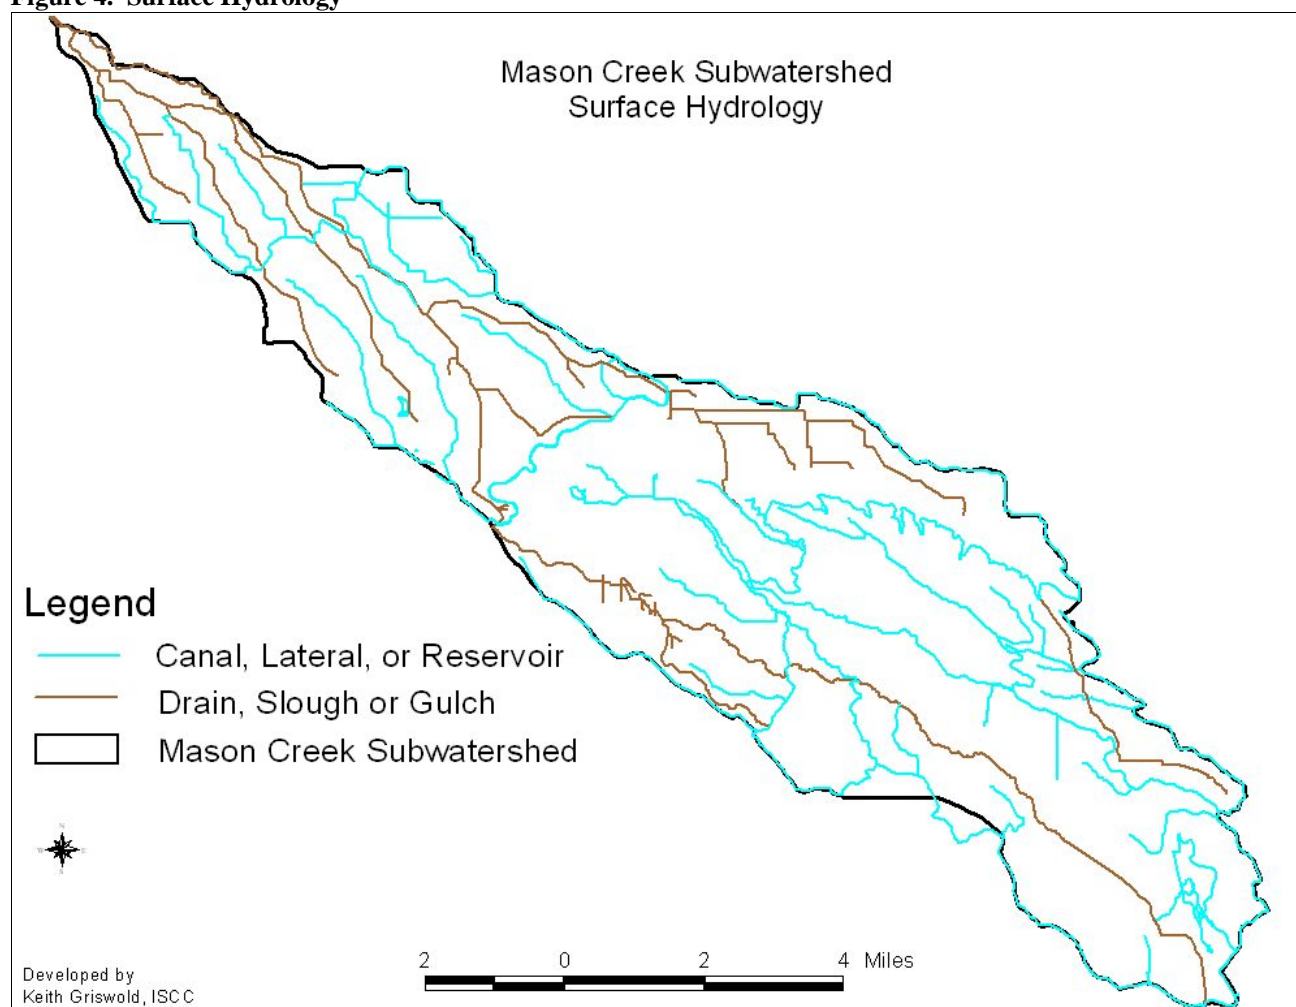 Figure 4. Surface Hydrology
Mason Creek Subwatershed
Surface Hydrology
Legend
Canal, Lateral, or Reservoir
Drain, Slough or Gulch
Mason Creek Subwatershed
N
W E
S
2 0 2 4 Miles
Developed by
Keith Griswold, ISCC